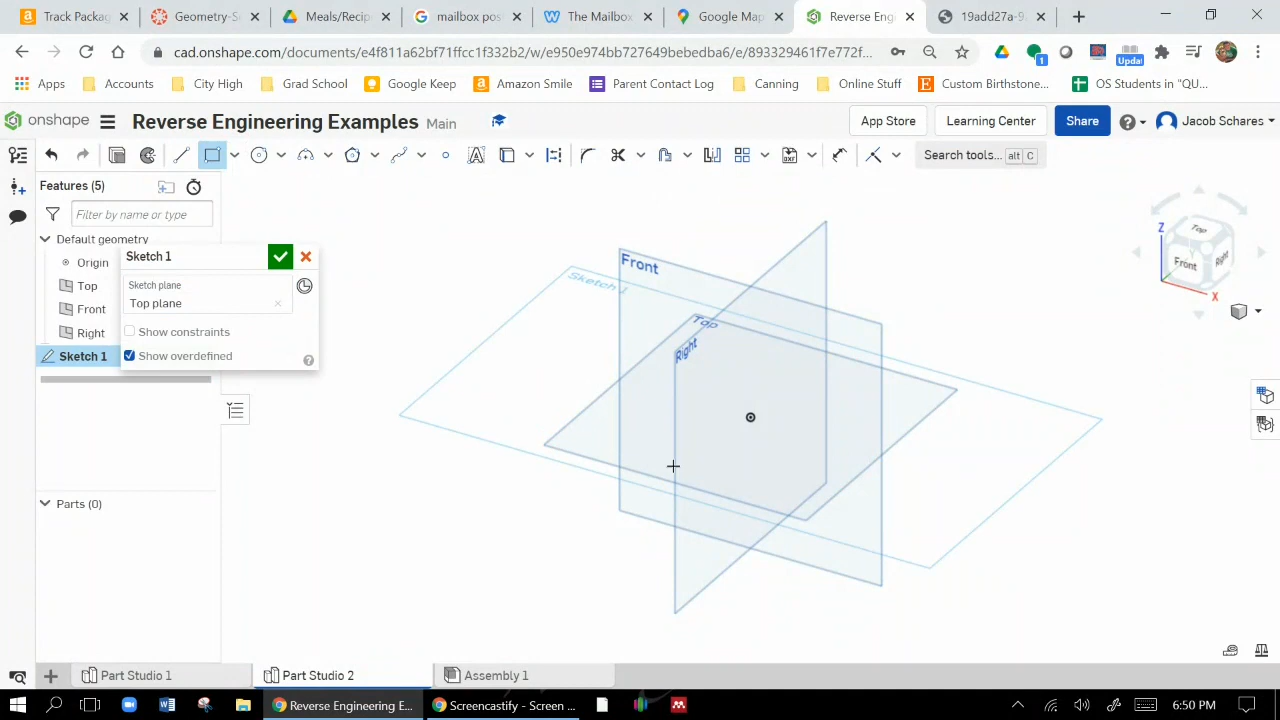 Track Packag
Geometry-S
Meals/Recip
mailbox pos
The Mailbo
Google Map
Reverse Eng
19add27a-9
cad.onshape.com/documents/e4f811a62bf71ffcc1f332b2/w/e950e974bb727649bebedba6/e/893329461f7e772f...
1
Updat
Apps
Accounts
City High
Grad School
Google Keep
Amazon Smile
Parent Contact Log
Canning
Online Stuff
Custom Birthstone...
OS Students in "QU...
onshape
Reverse Engineering Examples Main
App Store
Learning Center
Share
Jacob Schares
Search tools... alt C
Features (5)
Filter by name or type
Default geometry
Origin
Top
Front
Right
Sketch 1
Sketch 1
Sketch plane
Top plane
Show constraints
Show overdefined
Parts (0)
Front
Sketch 1
Top
Right
Z
Top
Front
Right
X
Part Studio 1
Part Studio 2
Assembly 1
Reverse Engineering E...
Screencastify - Screen ...
6:50 PM